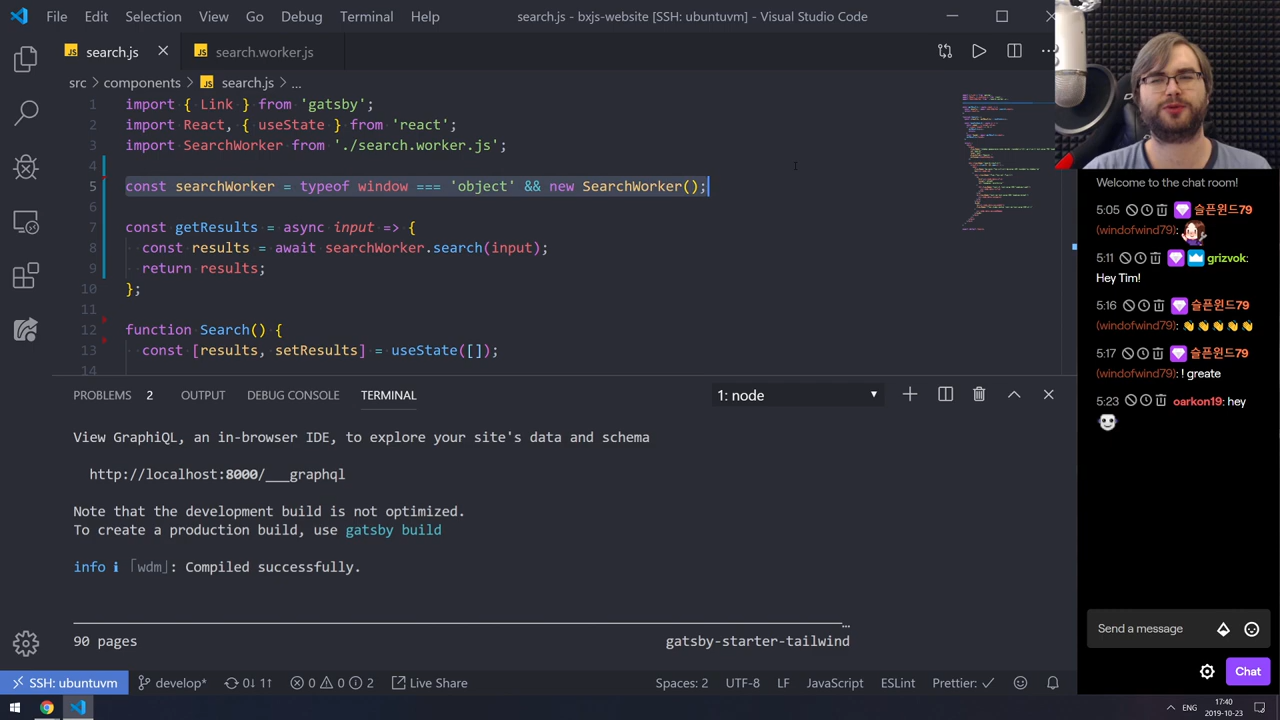 File Edit Selection View Go Debug Terminal Help
search.js - bxjs-website [SSH: ubuntuvm] - Visual Studio Code
search.js
search.worker.js
src > components > search.js > ...
1 import { Link } from 'gatsby';
2 import React, { useState } from 'react';
3 import SearchWorker from './search.worker.js';
4
5 const searchWorker = typeof window === 'object' && new SearchWorker();
6
7 const getResults = async input => {
8 const results = await searchWorker.search(input);
9 return results;
10 };
11
12 function Search() {
13 const [results, setResults] = useState([]);
14
PROBLEMS 2 OUTPUT DEBUG CONSOLE TERMINAL
1: node
View GraphiQL, an in-browser IDE, to explore your site's data and schema
http://localhost:8000/___graphql
Note that the development build is not optimized.
To create a production build, use gatsby build
info ℹ ｢wdm｣: Compiled successfully.
…
90 pages gatsby-starter-tailwind
SSH: ubuntuvm develop* 0↓ 1↑ 0 0 2 Live Share Spaces: 2 UTF-8 LF JavaScript ESLint Prettier: ✓
Welcome to the chat room!
5:05 슬픈윈드79
(windofwind79):
5:11 grizvok:
Hey Tim!
5:16 슬픈윈드79
(windofwind79): 👏👏👏👏👏
5:17 슬픈윈드79
(windofwind79): ! greate
5:23 oarkon19: hey
Send a message
Chat
ENG
17:40
2019-10-23